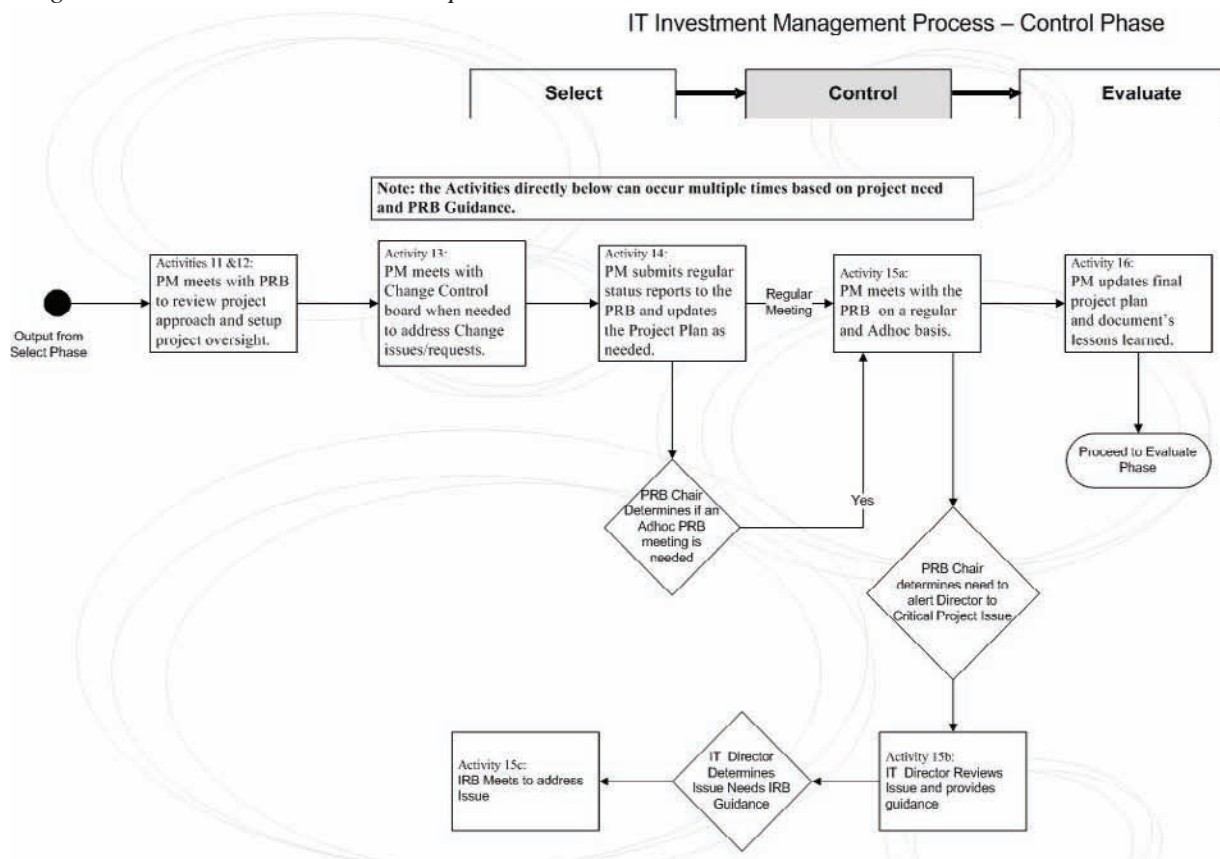 IT Investment Management Process – Control Phase
Select
Control
Evaluate
Note: the Activities directly below can occur multiple times based on project need
and PRB Guidance.
Output from
Select Phase
Activities 11 &12:
PM meets with PRB
to review project
approach and setup
project oversight.
Activity 13:
PM meets with
Change Control
board when needed
to address Change
issues/requests.
Activity 14:
PM submits regular
status reports to the
PRB and updates
the Project Plan as
needed.
Regular
Meeting
Activity 15a:
PM meets with the
PRB on a regular
and Adhoc basis.
Activity 16:
PM updates final
project plan
and document’s
lessons learned.
Proceed to Evaluate
Phase
PRB Chair
Determines if an
Adhoc PRB
meeting is
needed
Yes
PRB Chair
determines need to
alert Director to
Critical Project Issue
Activity 15b:
IT Director Reviews
Issue and provides
guidance
IT Director
Determines
Issue Needs IRB
Guidance
Activity 15c:
IRB Meets to address
Issue